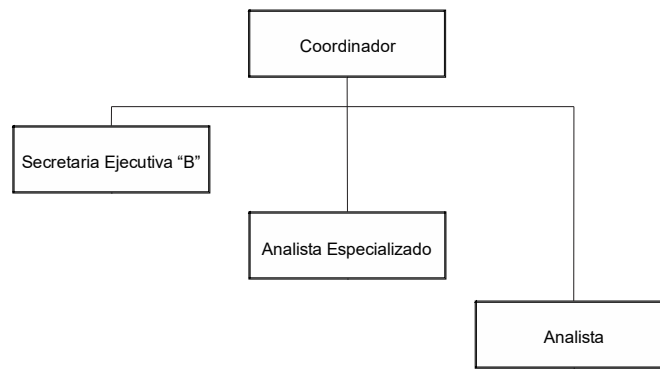 Coordinador
Secretaria Ejecutiva “B”
Analista Especializado
Analista